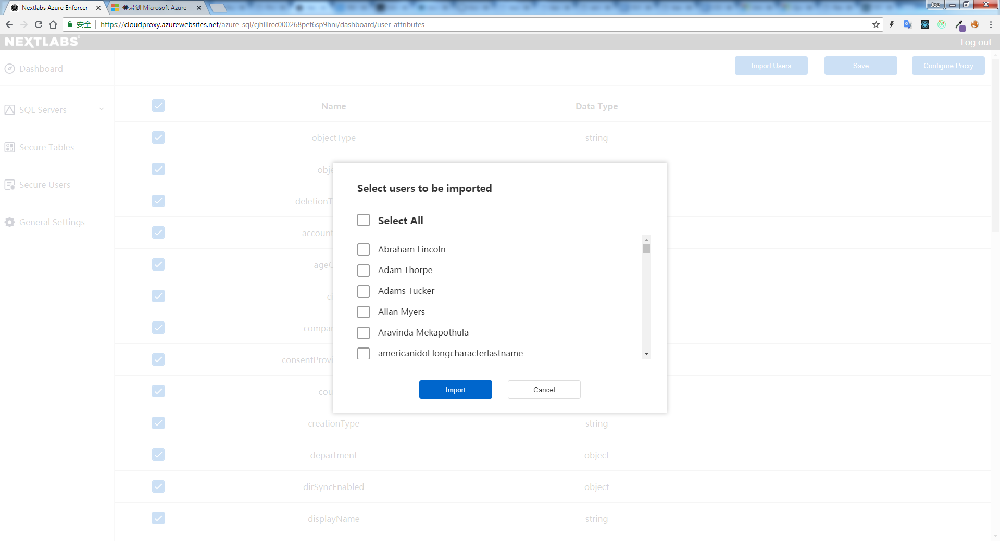 Nextlabs Azure Enforcer
登录到 Microsoft Azure
Joe
安全
https://cloudproxy.azurewebsites.net/azure_sql/cjhlllrcc000268pef6sp9hni/dashboard/user_attributes
NEXTLABS
Log out
Dashboard
Import Users
Save
Configure Proxy
SQL Servers
Name
Data Type
objectType
string
Secure Tables
obje
Secure Users
deletionT
General Settings
account
ageG
ci
compar
consentProvi
cou
Select users to be imported
Select All
Abraham Lincoln
Adam Thorpe
Adams Tucker
Allan Myers
Aravinda Mekapothula
americanidol longcharacterlastname
Import
Cancel
creationType
string
department
object
dirSyncEnabled
object
displayName
string